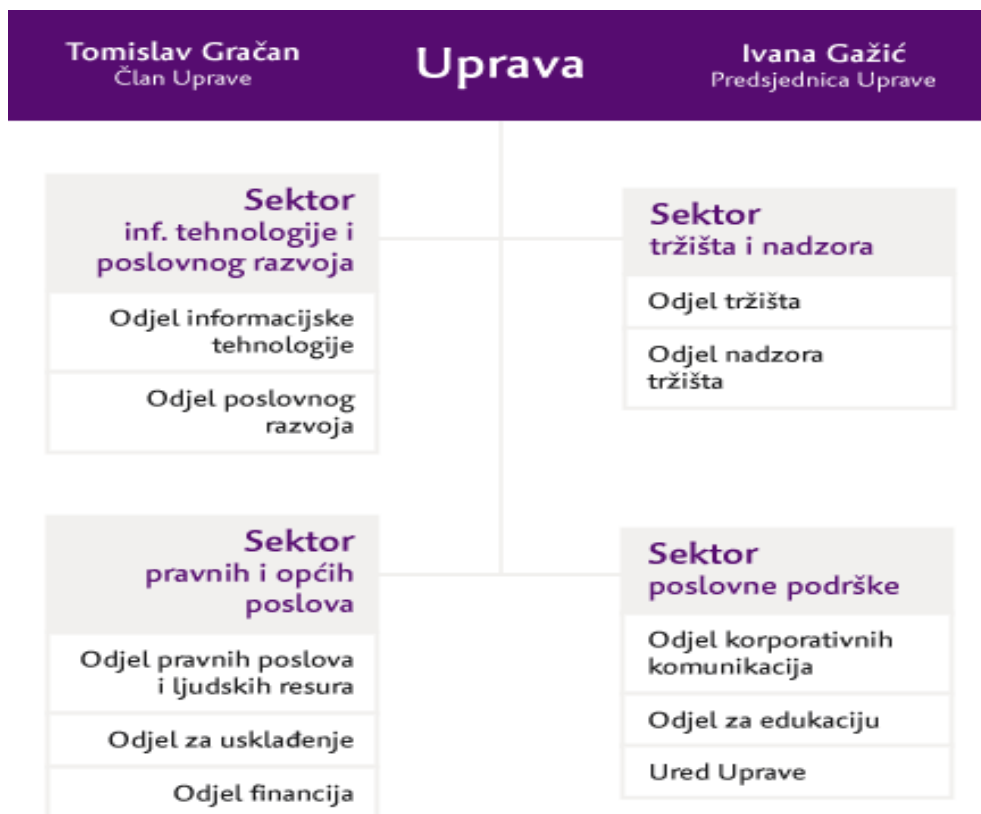 Tomislav Gračan
Član Uprave
Uprava
Ivana Gažić
Predsjednica Uprave
Sektor
inf. tehnologije i
poslovnog razvoja
Odjel informacijske
tehnologije
Odjel poslovnog
razvoja
Sektor
tržišta i nadzora
Odjel tržišta
Odjel nadzora
tržišta
Sektor
pravnih i općih
poslova
Odjel pravnih poslova
i ljudskih resura
Odjel za usklađenje
Odjel financija
Sektor
poslovne podrške
Odjel korporativnih
komunikacija
Odjel za edukaciju
Ured Uprave